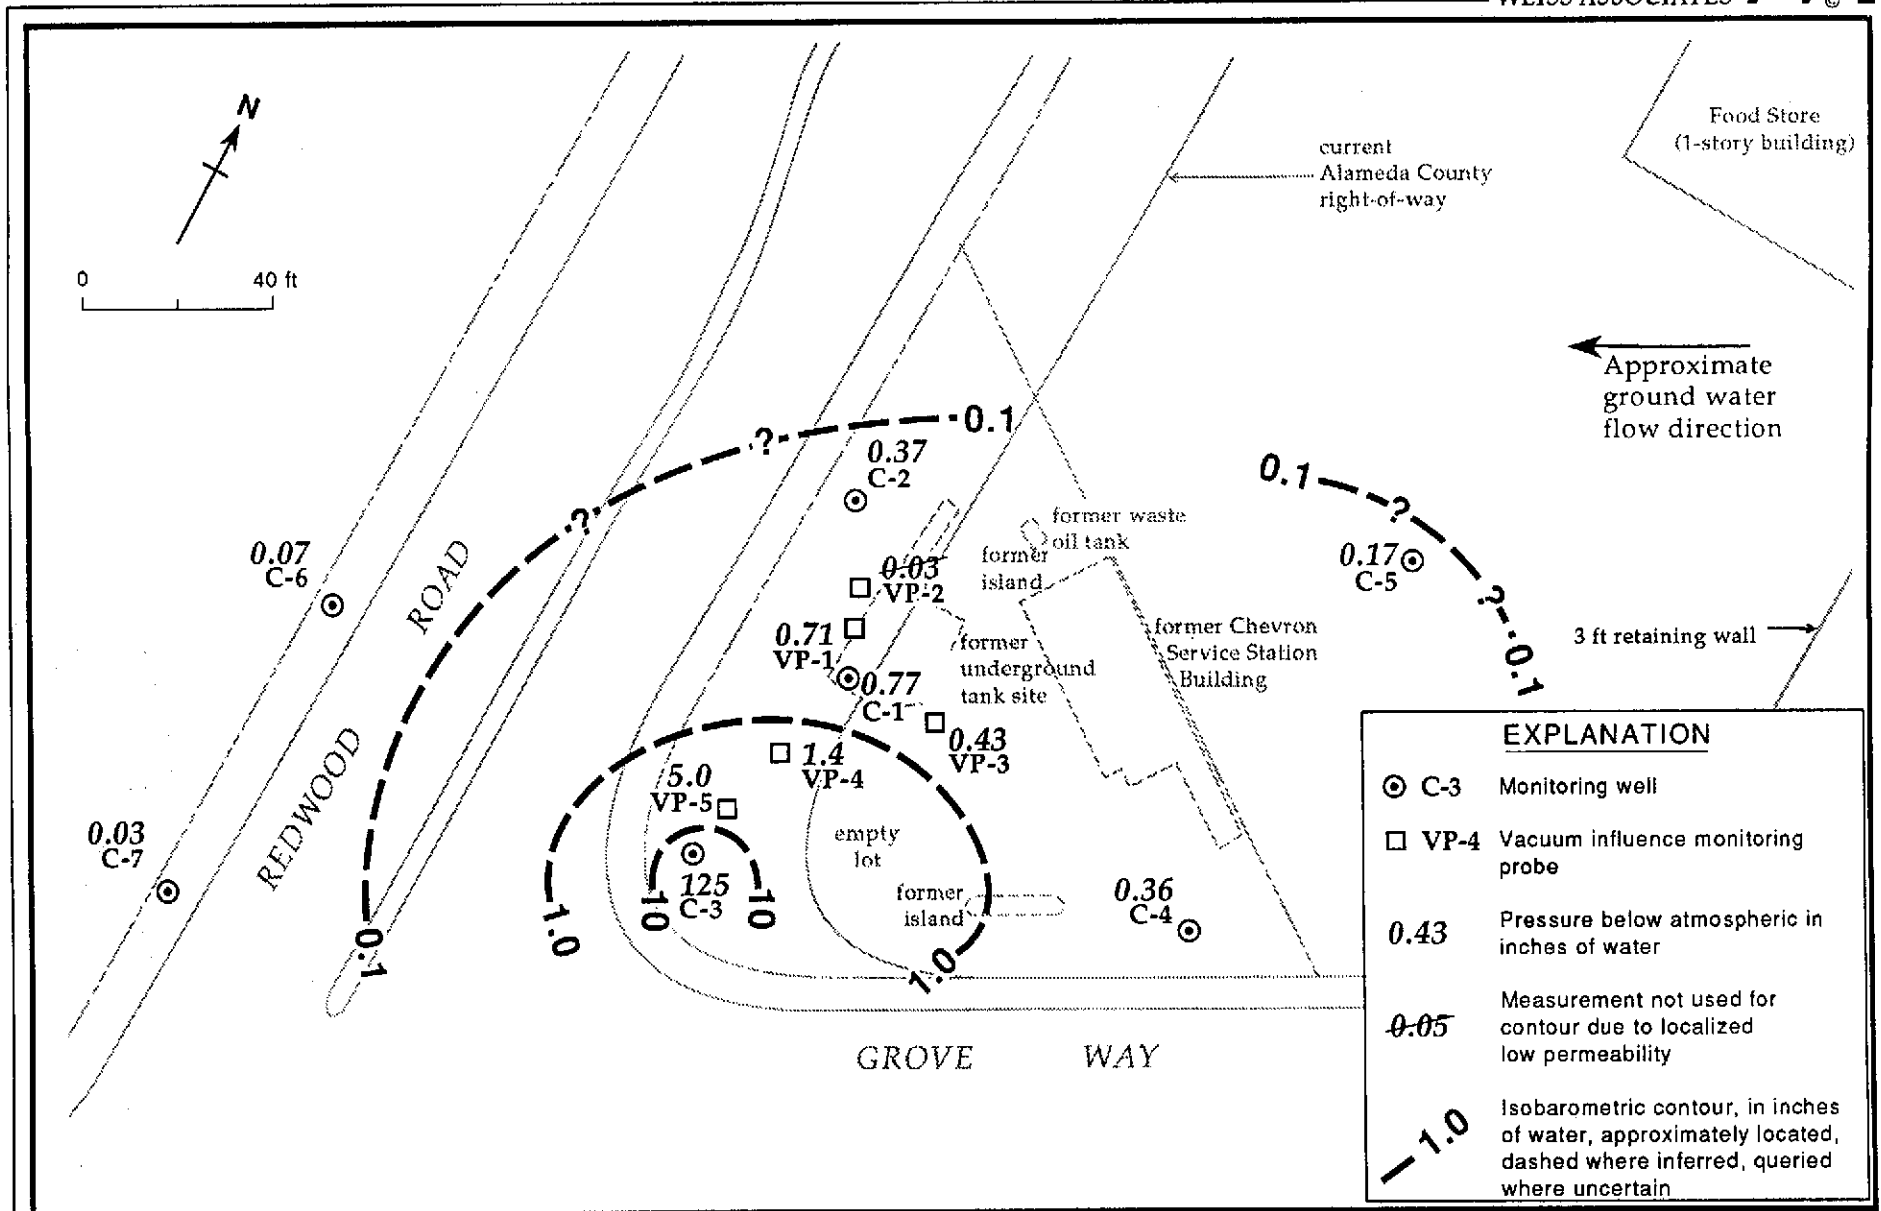 WEISS ASSOCIATES
N
0 40 ft
current
Alameda County
right-of-way
Food Store
(1-story building)
Approximate
ground water
flow direction
0.1
?
?
0.1
0.37
C-2
0.1
?
?
0.1
0.17
C-5
0.07
C-6
0.03
C-7
REDWOOD ROAD
former waste
oil tank
former
island
0.03
VP-2
0.71
VP-1
0.77
C-1
former
underground
tank site
former Chevron
Service Station
Building
3 ft retaining wall
0.43
VP-3
1.4
VP-4
5.0
VP-5
125
C-3
10
10
1.0
1.0
empty
lot
former
island
0.36
C-4
GROVE WAY
EXPLANATION
C-3 Monitoring well
VP-4 Vacuum influence monitoring
probe
0.43 Pressure below atmospheric in
inches of water
0.05 Measurement not used for
contour due to localized
low permeability
1.0 Isobarometric contour, in inches
of water, approximately located,
dashed where inferred, queried
where uncertain